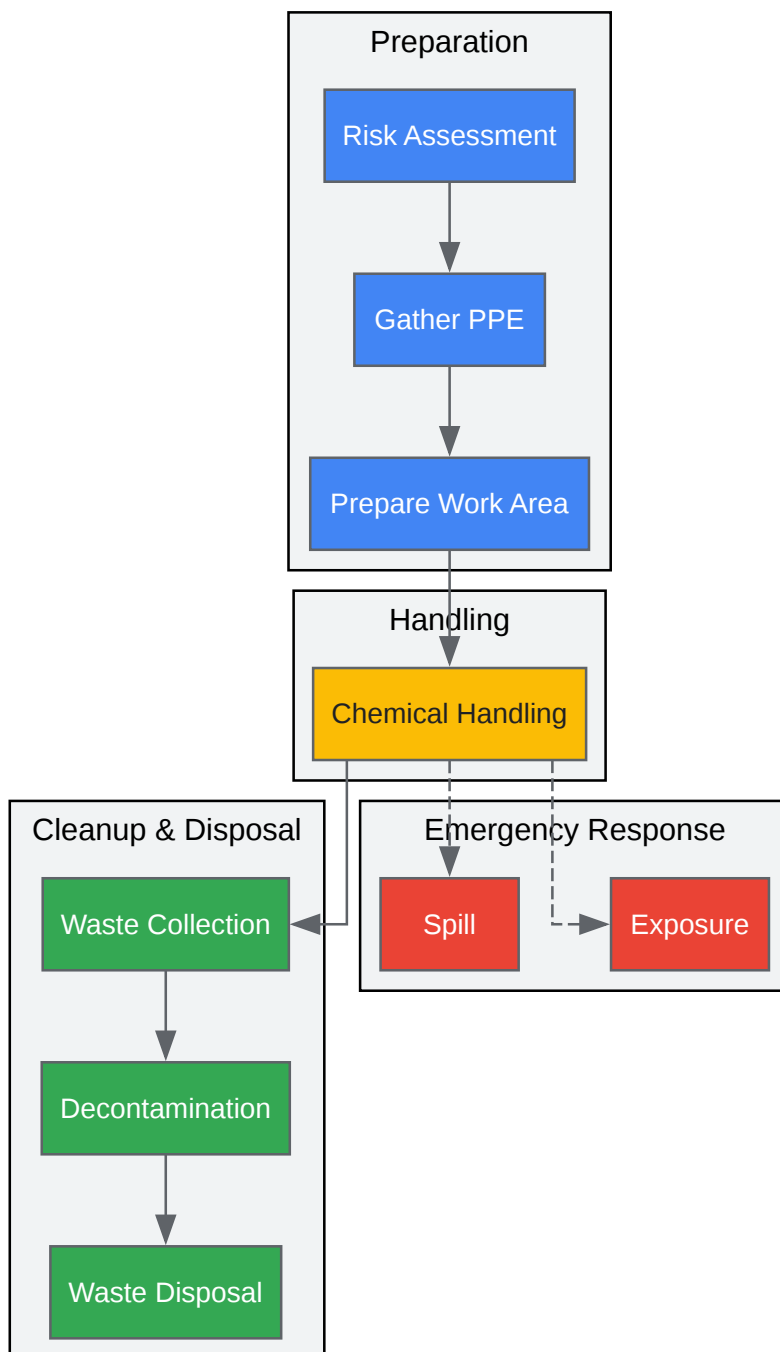 Preparation
Risk Assessment
Gather PPE
Prepare Work Area
Handling
Chemical Handling
Cleanup & Disposal
Waste Collection
Decontamination
Waste Disposal
Emergency Response
Spill
Exposure